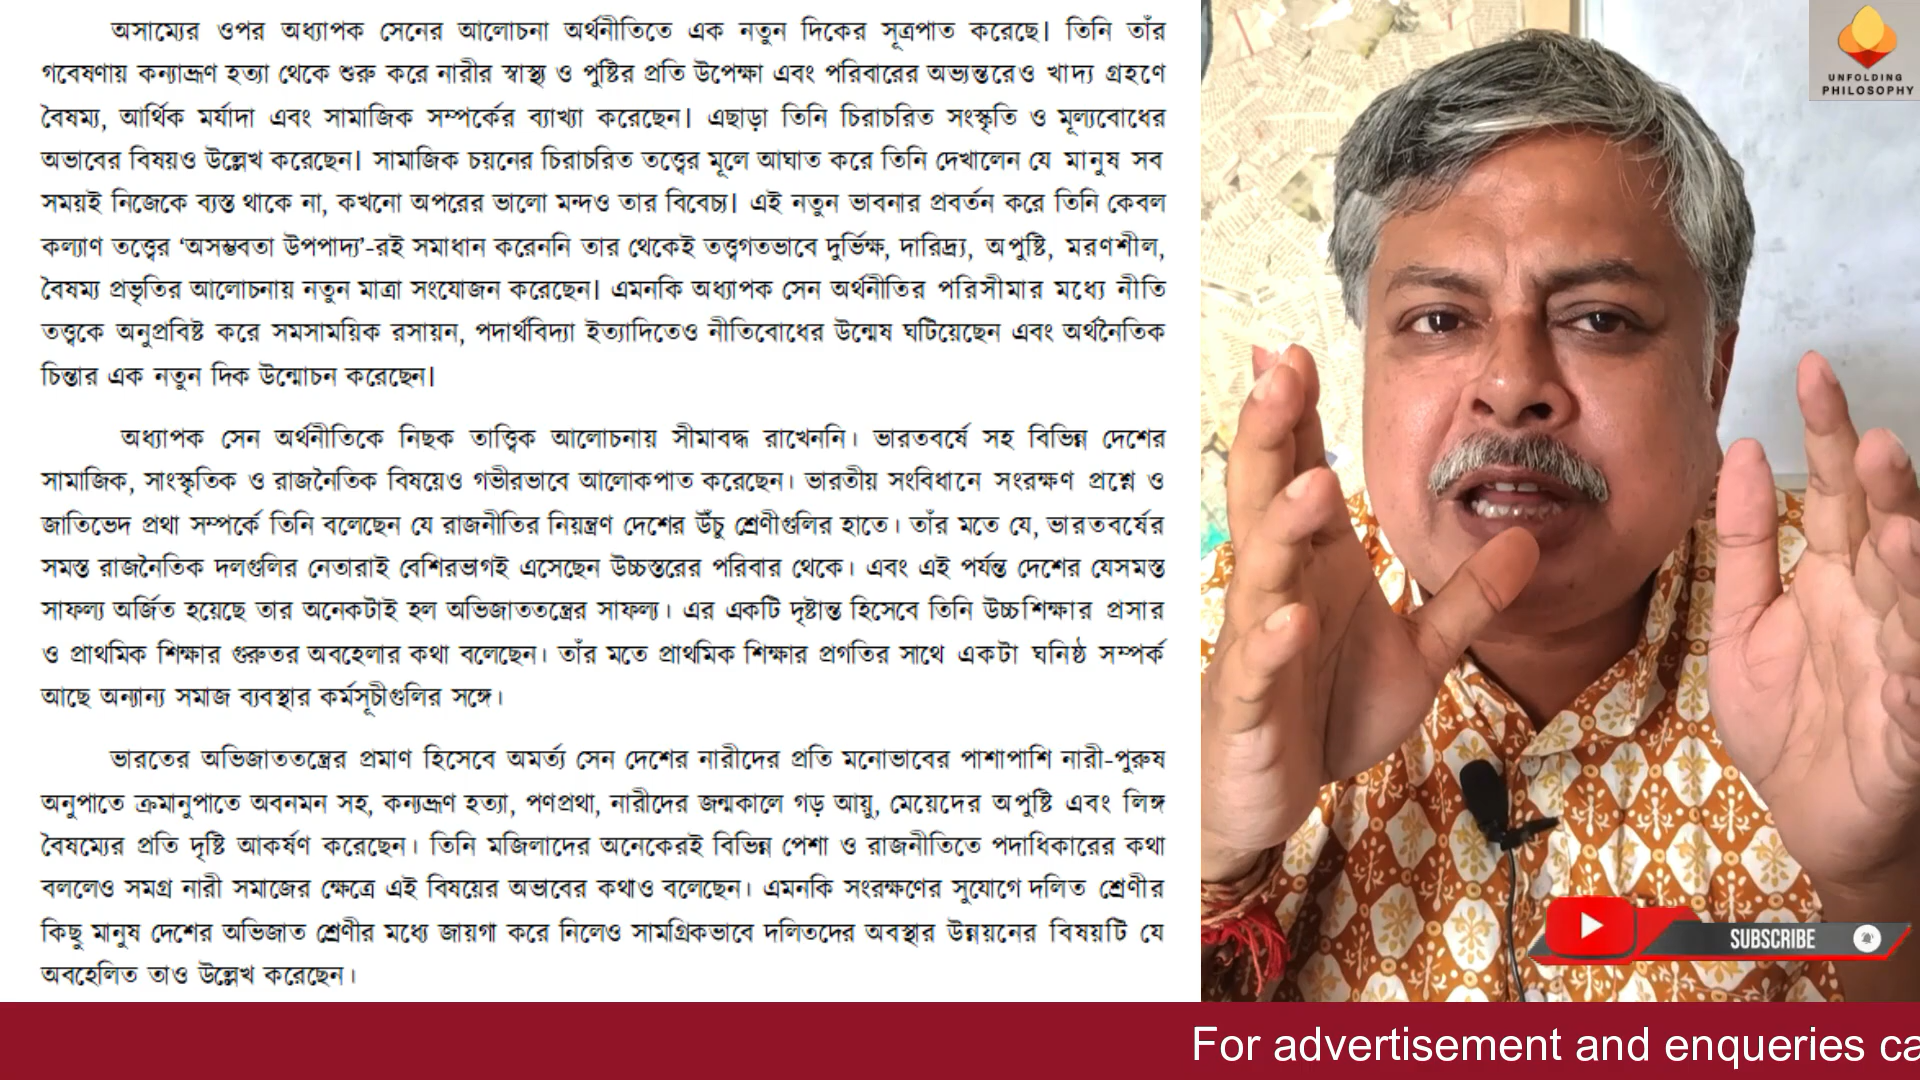 অসাম্যের ওপর অধ্যাপক সেনের আলোচনা অর্থনীতিতে এক নতুন দিকের সূত্রপাত করেছে। তিনি তাঁর
গবেষণায় কন্যাভ্রূণ হত্যা থেকে শুরু করে নারীর স্বাস্থ্য ও পুষ্টির প্রতি উপেক্ষা এবং পরিবারের অভ্যন্তরেও খাদ্য গ্রহণে
বৈষম্য, আর্থিক মর্যাদা এবং সামাজিক সম্পর্কের ব্যাখ্যা করেছেন। এছাড়া তিনি চিরাচরিত সংস্কৃতি ও মূল্যবোধের
অভাবের বিষয়ও উল্লেখ করেছেন। সামাজিক চয়নের চিরাচরিত তত্ত্বের মূলে আঘাত করে তিনি দেখালেন যে মানুষ সব
সময়ই নিজেকে ব্যস্ত থাকে না, কখনো অপরের ভালো মন্দও তার বিবেচ্য। এই নতুন ভাবনার প্রবর্তন করে তিনি কেবল
কল্যাণ তত্ত্বের ‘অসম্ভবতা উপপাদ্য’-রই সমাধান করেননি তার থেকেই তত্ত্বগতভাবে দুর্ভিক্ষ, দারিদ্র্য, অপুষ্টি, মরণশীল,
বৈষম্য প্রভৃতির আলোচনায় নতুন মাত্রা সংযোজন করেছেন। এমনকি অধ্যাপক সেন অর্থনীতির পরিসীমার মধ্যে নীতি
তত্ত্বকে অনুপ্রবিষ্ট করে সমসাময়িক রসায়ন, পদার্থবিদ্যা ইত্যাদিতেও নীতিবোধের উন্মেষ ঘটিয়েছেন এবং অর্থনৈতিক
চিন্তার এক নতুন দিক উন্মোচন করেছেন।
অধ্যাপক সেন অর্থনীতিকে নিছক তাত্ত্বিক আলোচনায় সীমাবদ্ধ রাখেননি। ভারতবর্ষে সহ বিভিন্ন দেশের
সামাজিক, সাংস্কৃতিক ও রাজনৈতিক বিষয়েও গভীরভাবে আলোকপাত করেছেন। ভারতীয় সংবিধানে সংরক্ষণ প্রশ্নে ও
জাতিভেদ প্রথা সম্পর্কে তিনি বলেছেন যে রাজনীতির নিয়ন্ত্রণ দেশের উঁচু শ্রেণীগুলির হাতে। তাঁর মতে যে, ভারতবর্ষের
সমস্ত রাজনৈতিক দলগুলির নেতারাই বেশিরভাগই এসেছেন উচ্চস্তরের পরিবার থেকে। এবং এই পর্যন্ত দেশের যেসমস্ত
সাফল্য অর্জিত হয়েছে তার অনেকটাই হল অভিজাততন্ত্রের সাফল্য। এর একটি দৃষ্টান্ত হিসেবে তিনি উচ্চশিক্ষার প্রসার
ও প্রাথমিক শিক্ষার গুরুতর অবহেলার কথা বলেছেন। তাঁর মতে প্রাথমিক শিক্ষার প্রগতির সাথে একটা ঘনিষ্ঠ সম্পর্ক
আছে অন্যান্য সমাজ ব্যবস্থার কর্মসূচীগুলির সঙ্গে।
ভারতের অভিজাততন্ত্রের প্রমাণ হিসেবে অমর্ত্য সেন দেশের নারীদের প্রতি মনোভাবের পাশাপাশি নারী-পুরুষ
অনুপাতে ক্রমানুপাতে অবনমন সহ, কন্যভ্রূণ হত্যা, পণপ্রথা, নারীদের জন্মকালে গড় আয়ু, মেয়েদের অপুষ্টি এবং লিঙ্গ
বৈষম্যের প্রতি দৃষ্টি আকর্ষণ করেছেন। তিনি মজিলাদের অনেকেরই বিভিন্ন পেশা ও রাজনীতিতে পদাধিকারের কথা
বললেও সমগ্র নারী সমাজের ক্ষেত্রে এই বিষয়ের অভাবের কথাও বলেছেন। এমনকি সংরক্ষণের সুযোগে দলিত শ্রেণীর
কিছু মানুষ দেশের অভিজাত শ্রেণীর মধ্যে জায়গা করে নিলেও সামগ্রিকভাবে দলিতদের অবস্থার উন্নয়নের বিষয়টি যে
অবহেলিত তাও উল্লেখ করেছেন।
UNFOLDING
PHILOSOPHY
SUBSCRIBE
For advertisement and enqueries ca